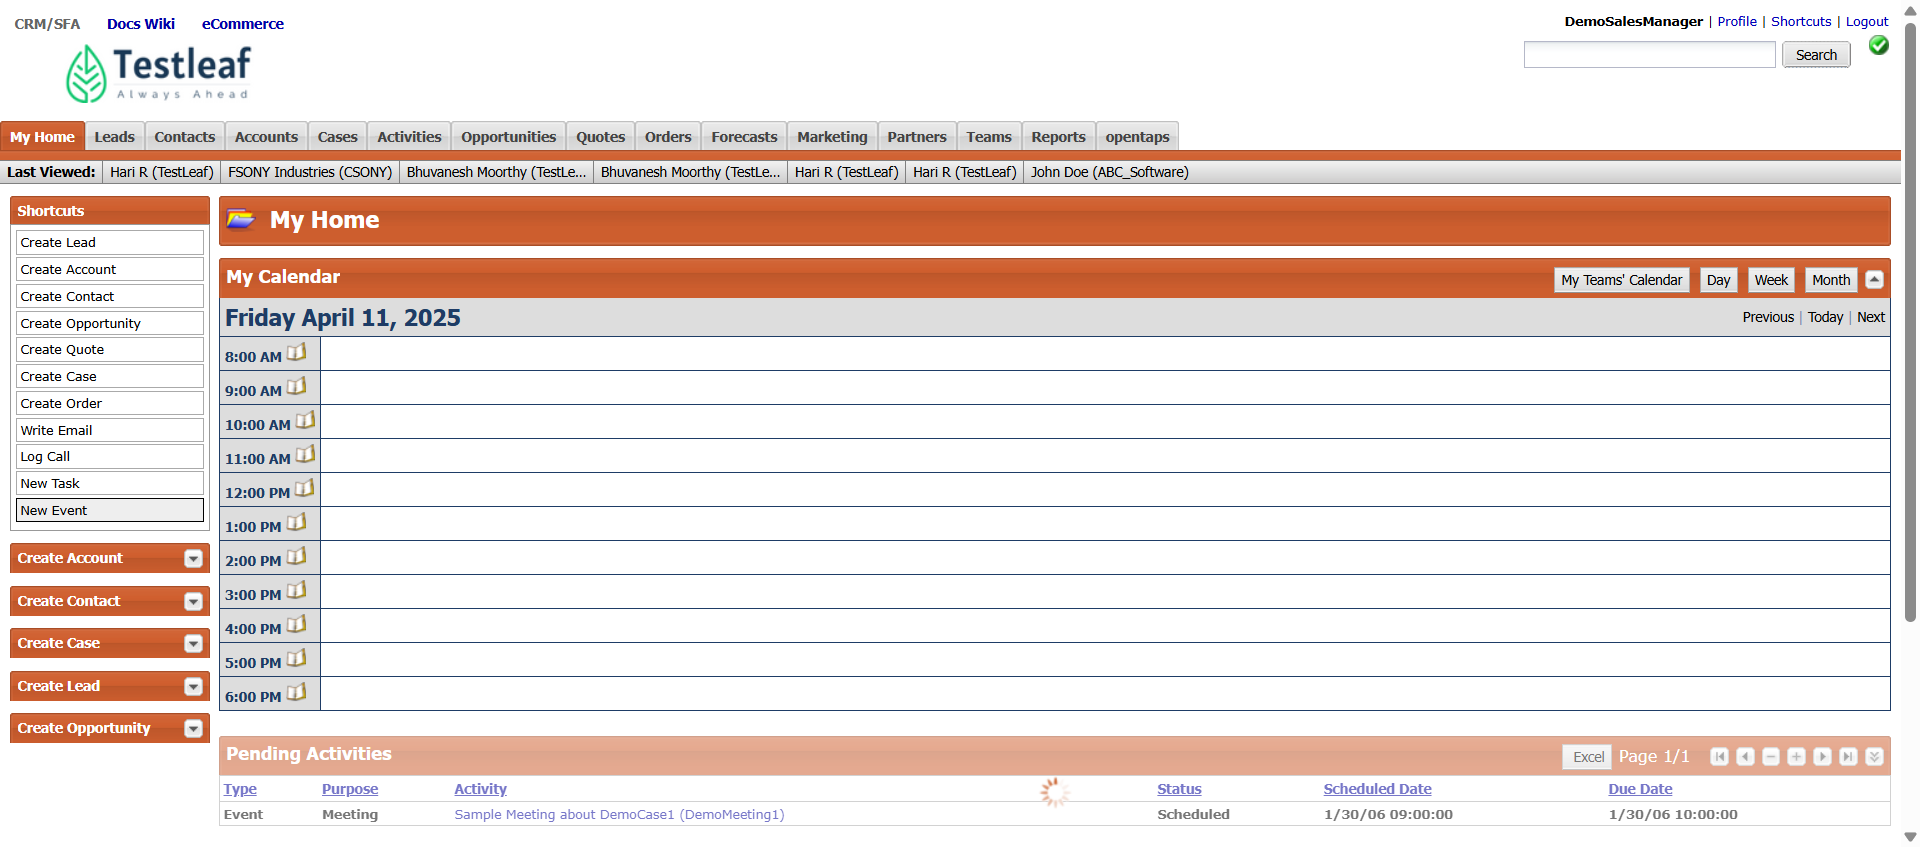 CRM/SFA Docs Wiki eCommerce
DemoSalesManager | Profile | Shortcuts | Logout
Search
Testleaf
Always Ahead
My Home Leads Contacts Accounts Cases Activities Opportunities Quotes Orders Forecasts Marketing Partners Teams Reports opentaps
Last Viewed: Hari R (TestLeaf) FSONY Industries (CSONY) Bhuvanesh Moorthy (TestLe... Bhuvanesh Moorthy (TestLe... Hari R (TestLeaf) Hari R (TestLeaf) John Doe (ABC_Software)
Shortcuts
Create Lead
Create Account
Create Contact
Create Opportunity
Create Quote
Create Case
Create Order
Write Email
Log Call
New Task
New Event
Create Account
Create Contact
Create Case
Create Lead
Create Opportunity
My Home
My Calendar
My Teams' Calendar Day Week Month
Friday April 11, 2025
Previous | Today | Next
8:00 AM
9:00 AM
10:00 AM
11:00 AM
12:00 PM
1:00 PM
2:00 PM
3:00 PM
4:00 PM
5:00 PM
6:00 PM
Pending Activities
Excel Page 1/1
Type Purpose Activity Status Scheduled Date Due Date
Event Meeting Sample Meeting about DemoCase1 (DemoMeeting1) Scheduled 1/30/06 09:00:00 1/30/06 10:00:00